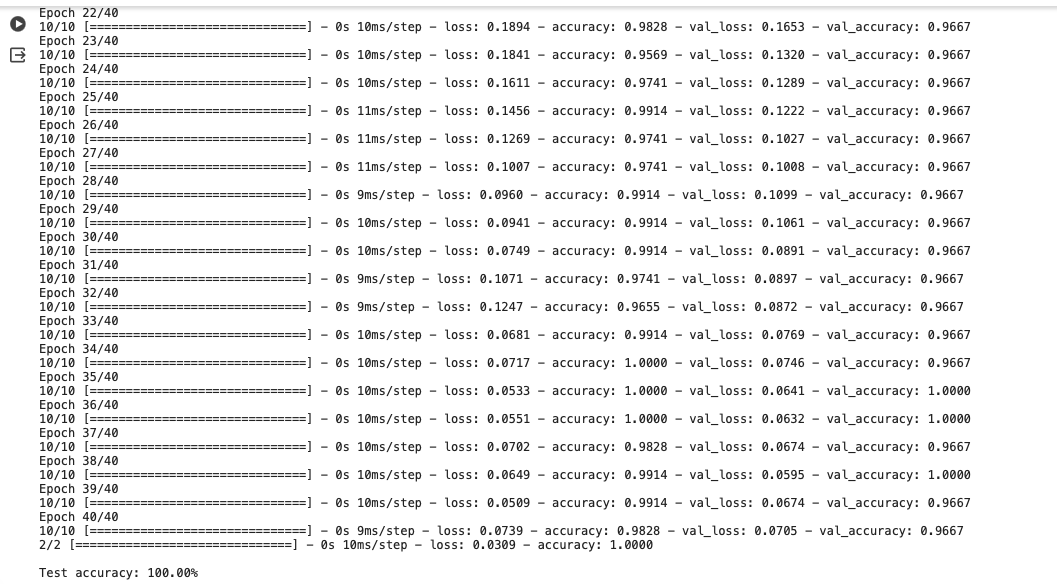 Epoch 22/40
10/10 [==============================] - 0s 10ms/step - loss: 0.1894 - accuracy: 0.9828 - val_loss: 0.1653 - val_accuracy: 0.9667
Epoch 23/40
10/10 [==============================] - 0s 10ms/step - loss: 0.1841 - accuracy: 0.9569 - val_loss: 0.1320 - val_accuracy: 0.9667
Epoch 24/40
10/10 [==============================] - 0s 10ms/step - loss: 0.1611 - accuracy: 0.9741 - val_loss: 0.1289 - val_accuracy: 0.9667
Epoch 25/40
10/10 [==============================] - 0s 11ms/step - loss: 0.1456 - accuracy: 0.9914 - val_loss: 0.1222 - val_accuracy: 0.9667
Epoch 26/40
10/10 [==============================] - 0s 11ms/step - loss: 0.1269 - accuracy: 0.9741 - val_loss: 0.1027 - val_accuracy: 0.9667
Epoch 27/40
10/10 [==============================] - 0s 11ms/step - loss: 0.1007 - accuracy: 0.9741 - val_loss: 0.1008 - val_accuracy: 0.9667
Epoch 28/40
10/10 [==============================] - 0s 9ms/step - loss: 0.0960 - accuracy: 0.9914 - val_loss: 0.1099 - val_accuracy: 0.9667
Epoch 29/40
10/10 [==============================] - 0s 10ms/step - loss: 0.0941 - accuracy: 0.9914 - val_loss: 0.1061 - val_accuracy: 0.9667
Epoch 30/40
10/10 [==============================] - 0s 10ms/step - loss: 0.0749 - accuracy: 0.9914 - val_loss: 0.0891 - val_accuracy: 0.9667
Epoch 31/40
10/10 [==============================] - 0s 9ms/step - loss: 0.1071 - accuracy: 0.9741 - val_loss: 0.0897 - val_accuracy: 0.9667
Epoch 32/40
10/10 [==============================] - 0s 9ms/step - loss: 0.1247 - accuracy: 0.9655 - val_loss: 0.0872 - val_accuracy: 0.9667
Epoch 33/40
10/10 [==============================] - 0s 10ms/step - loss: 0.0681 - accuracy: 0.9914 - val_loss: 0.0769 - val_accuracy: 0.9667
Epoch 34/40
10/10 [==============================] - 0s 10ms/step - loss: 0.0717 - accuracy: 1.0000 - val_loss: 0.0746 - val_accuracy: 0.9667
Epoch 35/40
10/10 [==============================] - 0s 10ms/step - loss: 0.0533 - accuracy: 1.0000 - val_loss: 0.0641 - val_accuracy: 1.0000
Epoch 36/40
10/10 [==============================] - 0s 10ms/step - loss: 0.0551 - accuracy: 1.0000 - val_loss: 0.0632 - val_accuracy: 1.0000
Epoch 37/40
10/10 [==============================] - 0s 10ms/step - loss: 0.0702 - accuracy: 0.9828 - val_loss: 0.0674 - val_accuracy: 0.9667
Epoch 38/40
10/10 [==============================] - 0s 10ms/step - loss: 0.0649 - accuracy: 0.9914 - val_loss: 0.0595 - val_accuracy: 1.0000
Epoch 39/40
10/10 [==============================] - 0s 10ms/step - loss: 0.0509 - accuracy: 0.9914 - val_loss: 0.0674 - val_accuracy: 0.9667
Epoch 40/40
10/10 [==============================] - 0s 9ms/step - loss: 0.0739 - accuracy: 0.9828 - val_loss: 0.0705 - val_accuracy: 0.9667
2/2 [==============================] - 0s 10ms/step - loss: 0.0309 - accuracy: 1.0000
Test accuracy: 100.00%